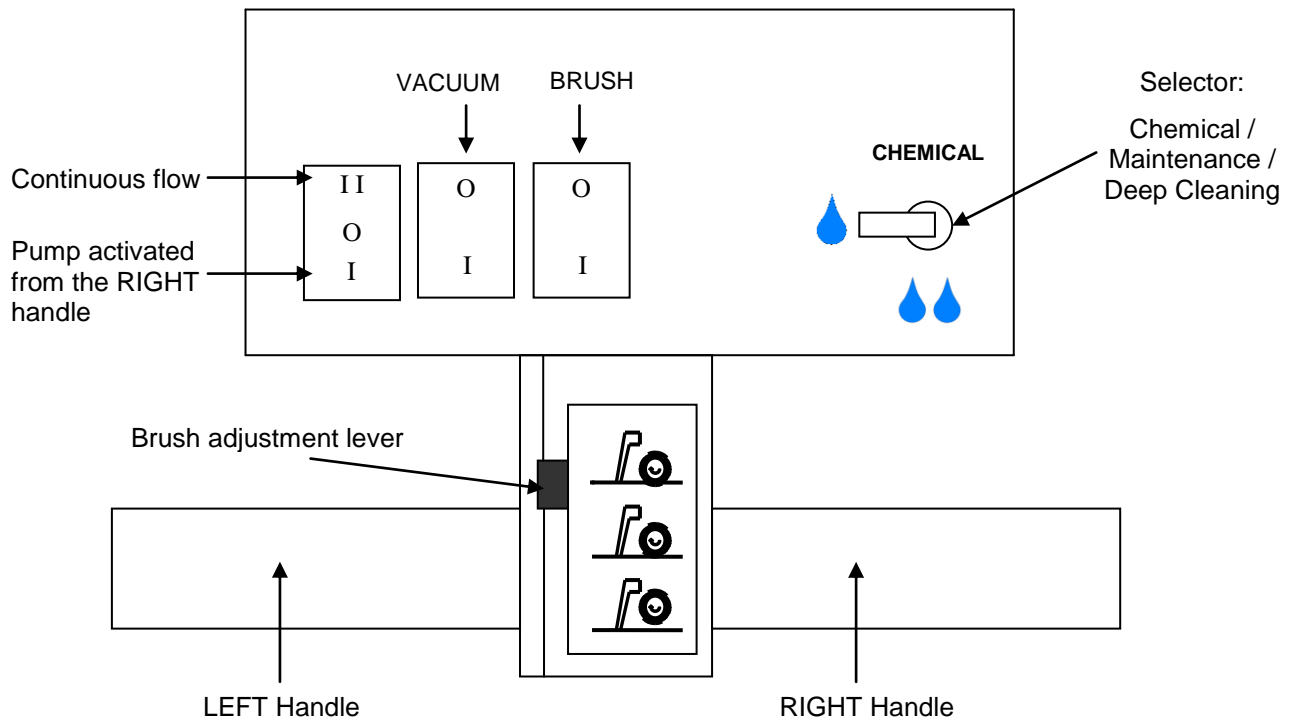 VACUUM
BRUSH
Selector:
Chemical /
Maintenance /
Deep Cleaning
CHEMICAL
Continuous flow
Pump activated
from the RIGHT
handle
II
O
I
O
I
O
I
Brush adjustment lever
LEFT Handle
RIGHT Handle